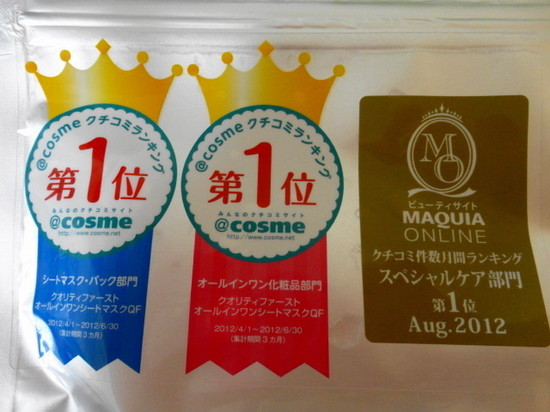 @cosme クチコミランキング
第1位
みんなのクチコミサイト
@cosme
http://www.cosme.net
シートマスク・パック部門
クオリティファースト
オールインワンシートマスクQF
2012/4/1~2012/6/30
(集計期間3カ月)
@cosme クチコミランキング
第1位
みんなのクチコミサイト
@cosme
http://www.cosme.net
オールインワン化粧品部門
クオリティファースト
オールインワンシートマスクQF
2012/4/1~2012/6/30
(集計期間3カ月)
MO
ビューティサイト
MAQUIA
ONLINE
クチコミ件数月間ランキング
スペシャルケア部門
第1位
Aug.2012